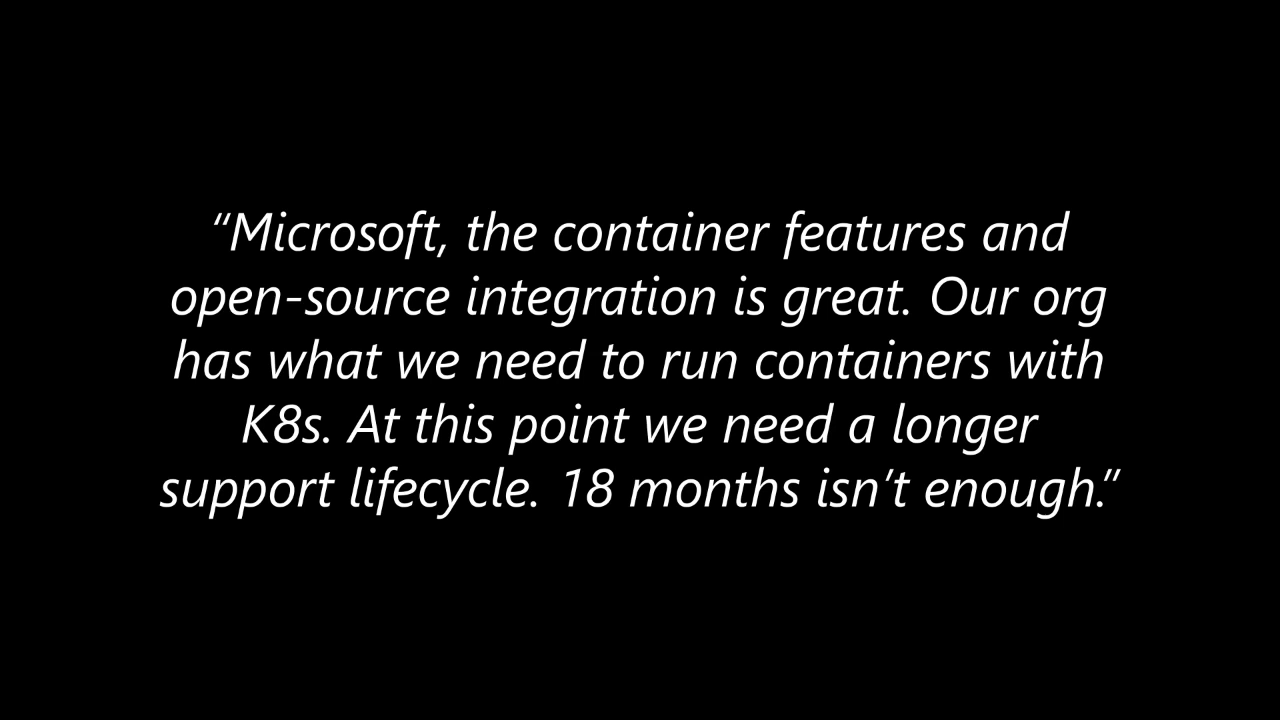 “Microsoft, the container features and
open-source integration is great. Our org
has what we need to run containers with
K8s. At this point we need a longer
support lifecycle. 18 months isn’t enough.”